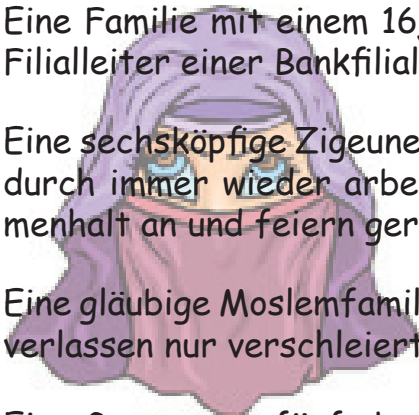 Eine Familie mit einem 16
Filialleiter einer Bankfilial
Eine sechsköpfige Zigeune
durch immer wieder arbe
menhalt an und feiern ger
Eine gläubige Moslemfamil
verlassen nur verschleiert